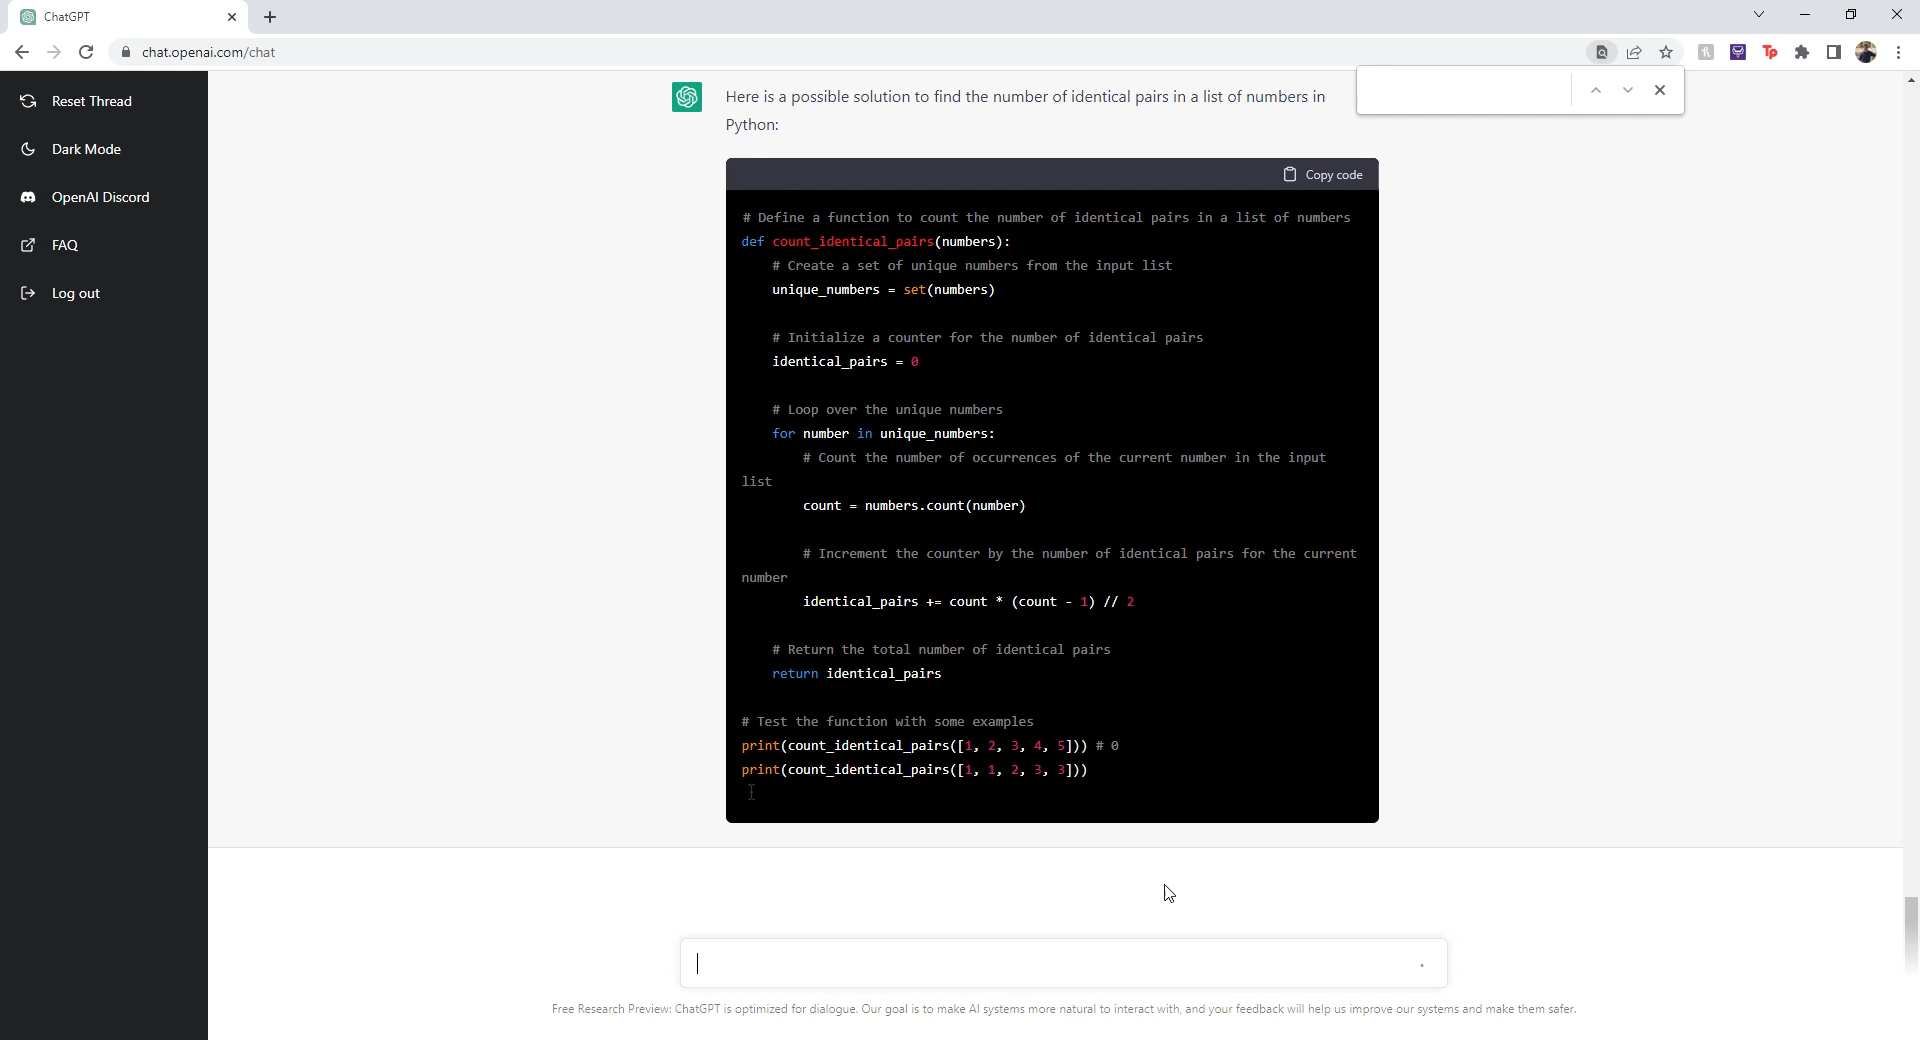 ChatGPT
chat.openai.com/chat
Tp
Reset Thread
Dark Mode
OpenAI Discord
FAQ
Log out
Here is a possible solution to find the number of identical pairs in a list of numbers in
Python:
Copy code
# Define a function to count the number of identical pairs in a list of numbers
def count_identical_pairs(numbers):
    # Create a set of unique numbers from the input list
    unique_numbers = set(numbers)
    # Initialize a counter for the number of identical pairs
    identical_pairs = 0
    # Loop over the unique numbers
    for number in unique_numbers:
        # Count the number of occurrences of the current number in the input
list
        count = numbers.count(number)
        # Increment the counter by the number of identical pairs for the current
number
        identical_pairs += count * (count - 1) // 2
    # Return the total number of identical pairs
    return identical_pairs
# Test the function with some examples
print(count_identical_pairs([1, 2, 3, 4, 5])) # 0
print(count_identical_pairs([1, 1, 2, 3, 3]))
Free Research Preview: ChatGPT is optimized for dialogue. Our goal is to make AI systems more natural to interact with, and your feedback will help us improve our systems and make them safer.